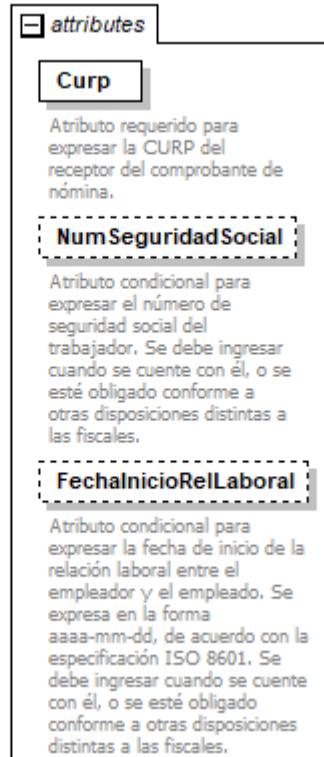 attributes
Curp
Atributo requerido para
expresar la CURP del
receptor del comprobante de
nómina.
NumSeguridadSocial
Atributo condicional para
expresar el número de
seguridad social del
trabajador. Se debe ingresar
cuando se cuente con él, o se
esté obligado conforme a
otras disposiciones distintas a
las fiscales.
FechaInicioRelLaboral
Atributo condicional para
expresar la fecha de inicio de la
relación laboral entre el
empleador y el empleado. Se
expresa en la forma
aaaa-mm-dd, de acuerdo con la
especificación ISO 8601. Se
debe ingresar cuando se cuente
con él, o se esté obligado
conforme a otras disposiciones
distintas a las fiscales.